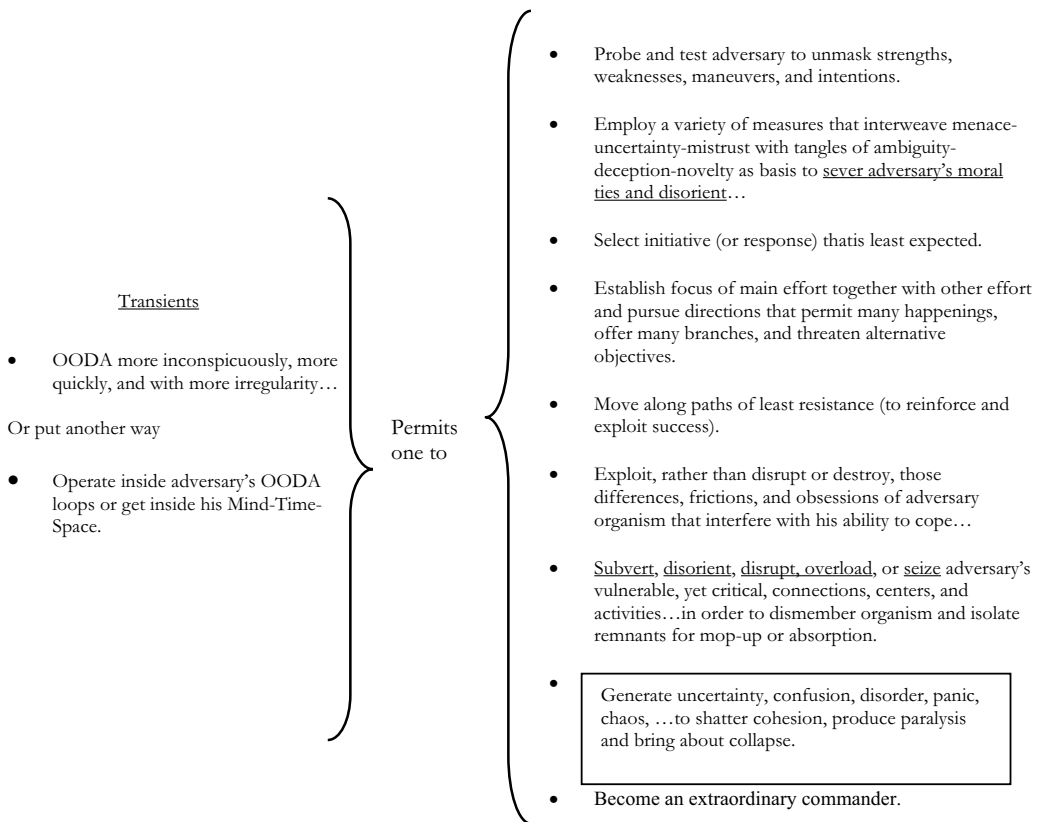 Transients
• OODA more inconspicuously, more
quickly, and with more irregularity…
Or put another way
• Operate inside adversary’s OODA
loops or get inside his Mind-Time-
Space.
Permits
one to
• Probe and test adversary to unmask strengths,
weaknesses, maneuvers, and intentions.
• Employ a variety of measures that interweave menace-
uncertainty-mistrust with tangles of ambiguity-
deception-novelty as basis to sever adversary’s moral
ties and disorient…
• Select initiative (or response) thatis least expected.
• Establish focus of main effort together with other effort
and pursue directions that permit many happenings,
offer many branches, and threaten alternative
objectives.
• Move along paths of least resistance (to reinforce and
exploit success).
• Exploit, rather than disrupt or destroy, those
differences, frictions, and obsessions of adversary
organism that interfere with his ability to cope…
• Subvert, disorient, disrupt, overload, or seize adversary’s
vulnerable, yet critical, connections, centers, and
activities…in order to dismember organism and isolate
remnants for mop-up or absorption.
• Generate uncertainty, confusion, disorder, panic,
chaos, …to shatter cohesion, produce paralysis
and bring about collapse.
• Become an extraordinary commander.